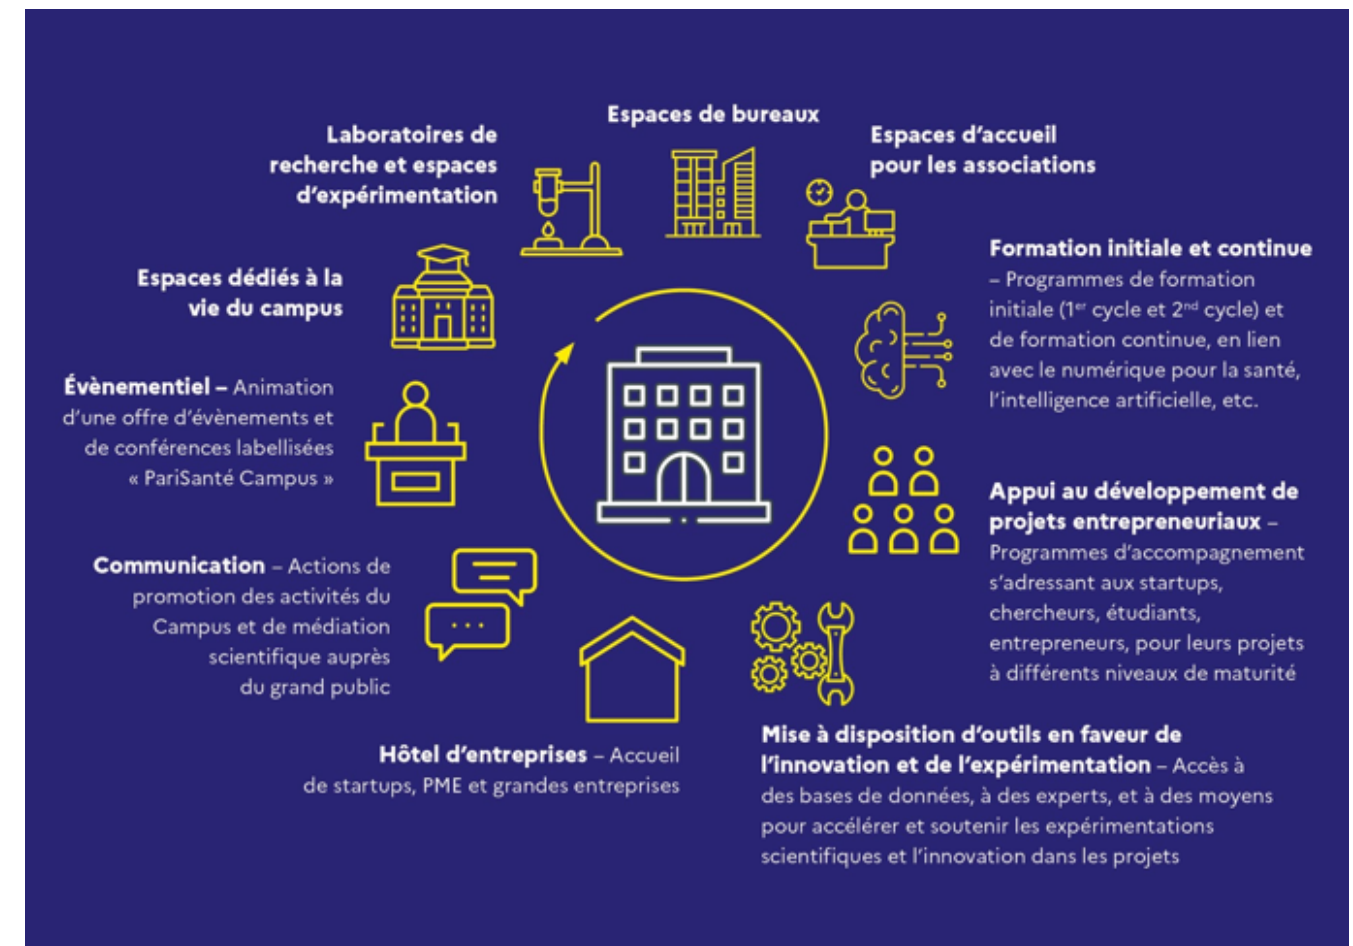 Espaces de bureaux
Laboratoires de
recherche et espaces
d'expérimentation
Espaces d'accueil
pour les associations
Formation initiale et continue
– Programmes de formation
initiale (1er cycle et 2nd cycle) et
de formation continue, en lien
avec le numérique pour la santé,
l'intelligence artificielle, etc.
Espaces dédiés à la
vie du campus
Évènementiel – Animation
d'une offre d'évènements et
de conférences labellisées
« PariSanté Campus »
Appui au développement de
projets entrepreneuriaux –
Programmes d'accompagnement
s'adressant aux startups,
chercheurs, étudiants,
entrepreneurs, pour leurs projets
à différents niveaux de maturité
Communication – Actions de
promotion des activités du
Campus et de médiation
scientifique auprès
du grand public
Hôtel d'entreprises – Accueil
de startups, PME et grandes entreprises
Mise à disposition d'outils en faveur de
l'innovation et de l'expérimentation – Accès à
des bases de données, à des experts, et à des moyens
pour accélérer et soutenir les expérimentations
scientifiques et l'innovation dans les projets